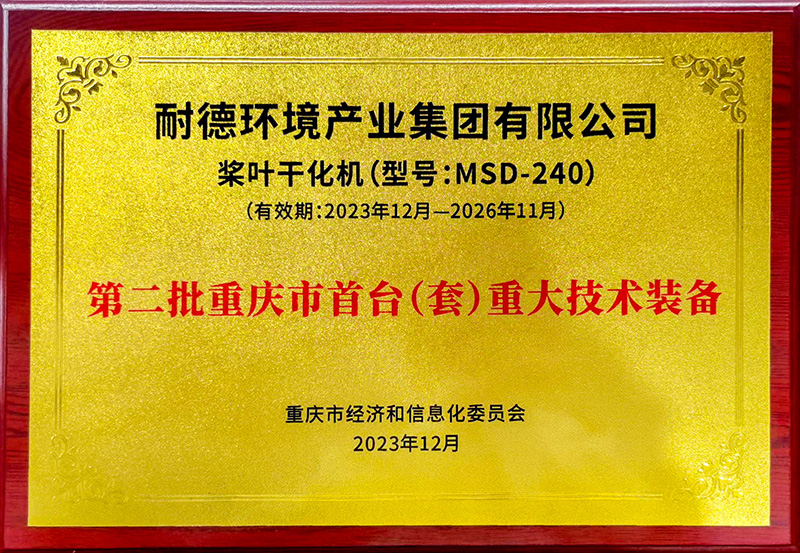 耐德环境产业集团有限公司
桨叶干化机(型号:MSD-240)
(有效期:2023年12月—2026年11月)
第二批重庆市首台(套)重大技术装备
重庆市经济和信息化委员会
2023年12月